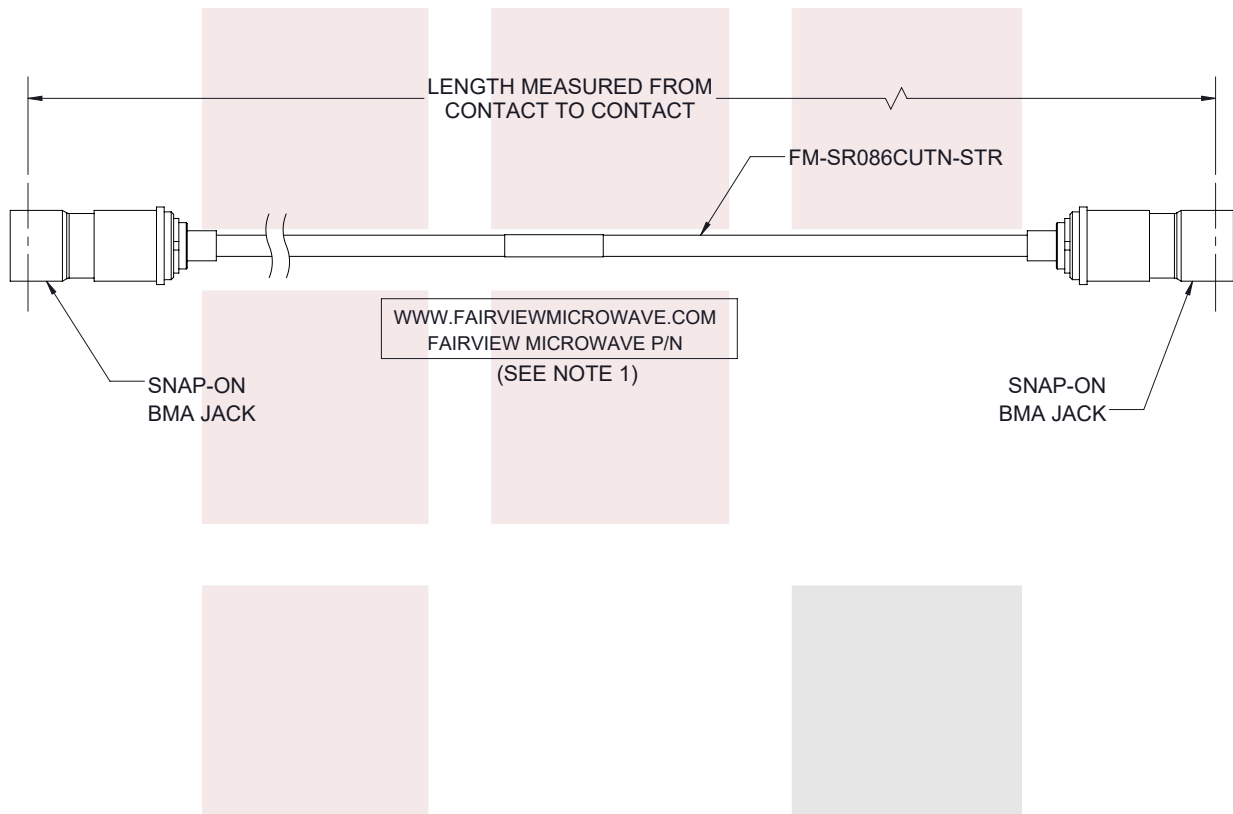 LENGTH MEASURED FROM
CONTACT TO CONTACT
FM-SR086CUTN-STR
WWW.FAIRVIEWMICROWAVE.COM
FAIRVIEW MICROWAVE P/N
(SEE NOTE 1)
SNAP-ON
BMA JACK
SNAP-ON
BMA JACK